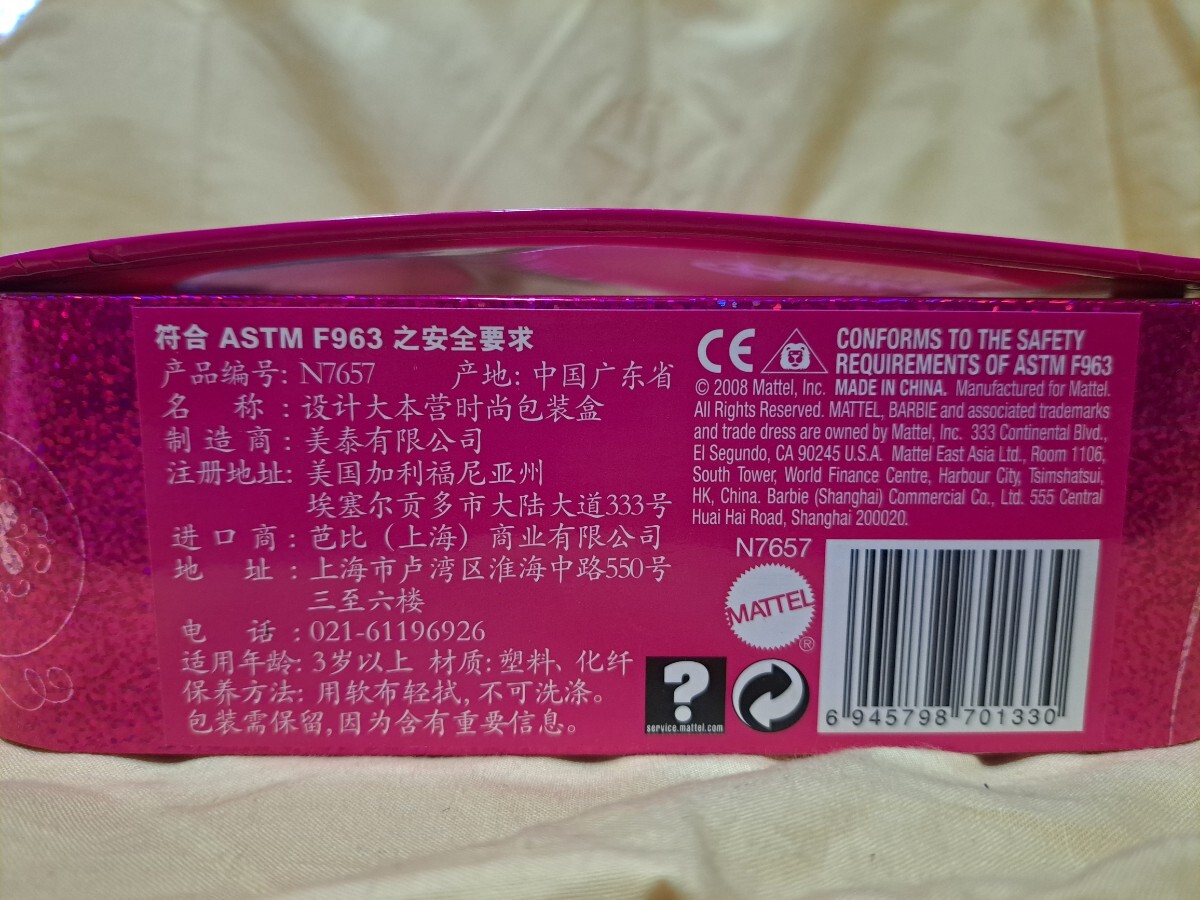 符合 ASTM F963 之安全要求
产品编号: N7657 产地: 中国广东省
名 称 : 设计大本营时尚包装盒
制 造 商 : 美泰有限公司
注册地址: 美国加利福尼亚州
埃塞尔贡多市大陆大道333号
进 口 商 : 芭比（上海）商业有限公司
地 址 : 上海市卢湾区淮海中路550号
三至六楼
电 话 : 021-61196926
适用年龄: 3岁以上 材质: 塑料、化纤
保养方法: 用软布轻拭, 不可洗涤。
包装需保留, 因为含有重要信息。
CE
CONFORMS TO THE SAFETY
REQUIREMENTS OF ASTM F963
© 2008 Mattel, Inc. MADE IN CHINA. Manufactured for Mattel.
All Rights Reserved. MATTEL, BARBIE and associated trademarks
and trade dress are owned by Mattel, Inc. 333 Continental Blvd.,
El Segundo, CA 90245 U.S.A. Mattel East Asia Ltd., Room 1106,
South Tower, World Finance Centre, Harbour City, Tsimshatsui,
HK, China. Barbie (Shanghai) Commercial Co., Ltd. 555 Central
Huai Hai Road, Shanghai 200020.
N7657
MATTEL
®
?
service.mattel.com
6 945798 701330